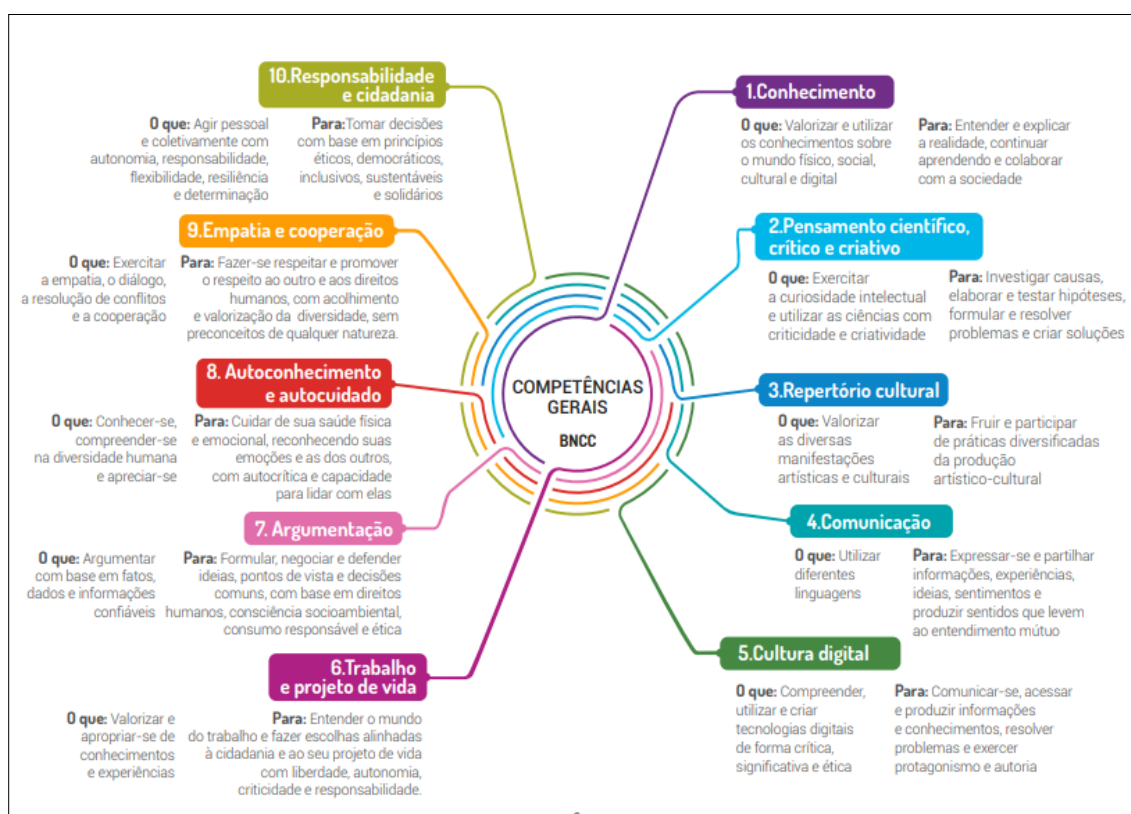 COMPETÊNCIAS
GERAIS
BNCC
1.Conhecimento
O que: Valorizar e utilizar
os conhecimentos sobre
o mundo físico, social,
cultural e digital
Para: Entender e explicar
a realidade, continuar
aprendendo e colaborar
com a sociedade
2.Pensamento científico,
crítico e criativo
O que: Exercitar
a curiosidade intelectual
e utilizar as ciências com
criticidade e criatividade
Para: Investigar causas,
elaborar e testar hipóteses,
formular e resolver
problemas e criar soluções
3.Repertório cultural
O que: Valorizar
as diversas
manifestações
artísticas e culturais
Para: Fruir e participar
de práticas diversificadas
da produção
artístico-cultural
4.Comunicação
O que: Utilizar
diferentes
linguagens
Para: Expressar-se e partilhar
informações, experiências,
ideias, sentimentos e
produzir sentidos que levem
ao entendimento mútuo
5.Cultura digital
O que: Compreender,
utilizar e criar
tecnologias digitais
de forma crítica,
significativa e ética
Para: Comunicar-se, acessar
e produzir informações
e conhecimentos, resolver
problemas e exercer
protagonismo e autoria
6.Trabalho
e projeto de vida
O que: Valorizar e
apropriar-se de
conhecimentos
e experiências
Para: Entender o mundo
do trabalho e fazer escolhas alinhadas
à cidadania e ao seu projeto de vida
com liberdade, autonomia,
criticidade e responsabilidade.
7. Argumentação
O que: Argumentar
com base em fatos,
dados e informações
confiáveis
Para: Formular, negociar e defender
ideias, pontos de vista e decisões
comuns, com base em direitos
humanos, consciência socioambiental,
consumo responsável e ética
8. Autoconhecimento
e autocuidado
O que: Conhecer-se,
compreender-se
na diversidade humana
e apreciar-se
Para: Cuidar de sua saúde física
e emocional, reconhecendo suas
emoções e as dos outros,
com autocrítica e capacidade
para lidar com elas
9.Empatia e cooperação
O que: Exercitar
a empatia, o diálogo,
a resolução de conflitos
e a cooperação
Para: Fazer-se respeitar e promover
o respeito ao outro e aos direitos
humanos, com acolhimento
e valorização da diversidade, sem
preconceitos de qualquer natureza.
10.Responsabilidade
e cidadania
O que: Agir pessoal
e coletivamente com
autonomia, responsabilidade,
flexibilidade, resiliência
e determinação
Para:Tomar decisões
com base em princípios
éticos, democráticos,
inclusivos, sustentáveis
e solidários